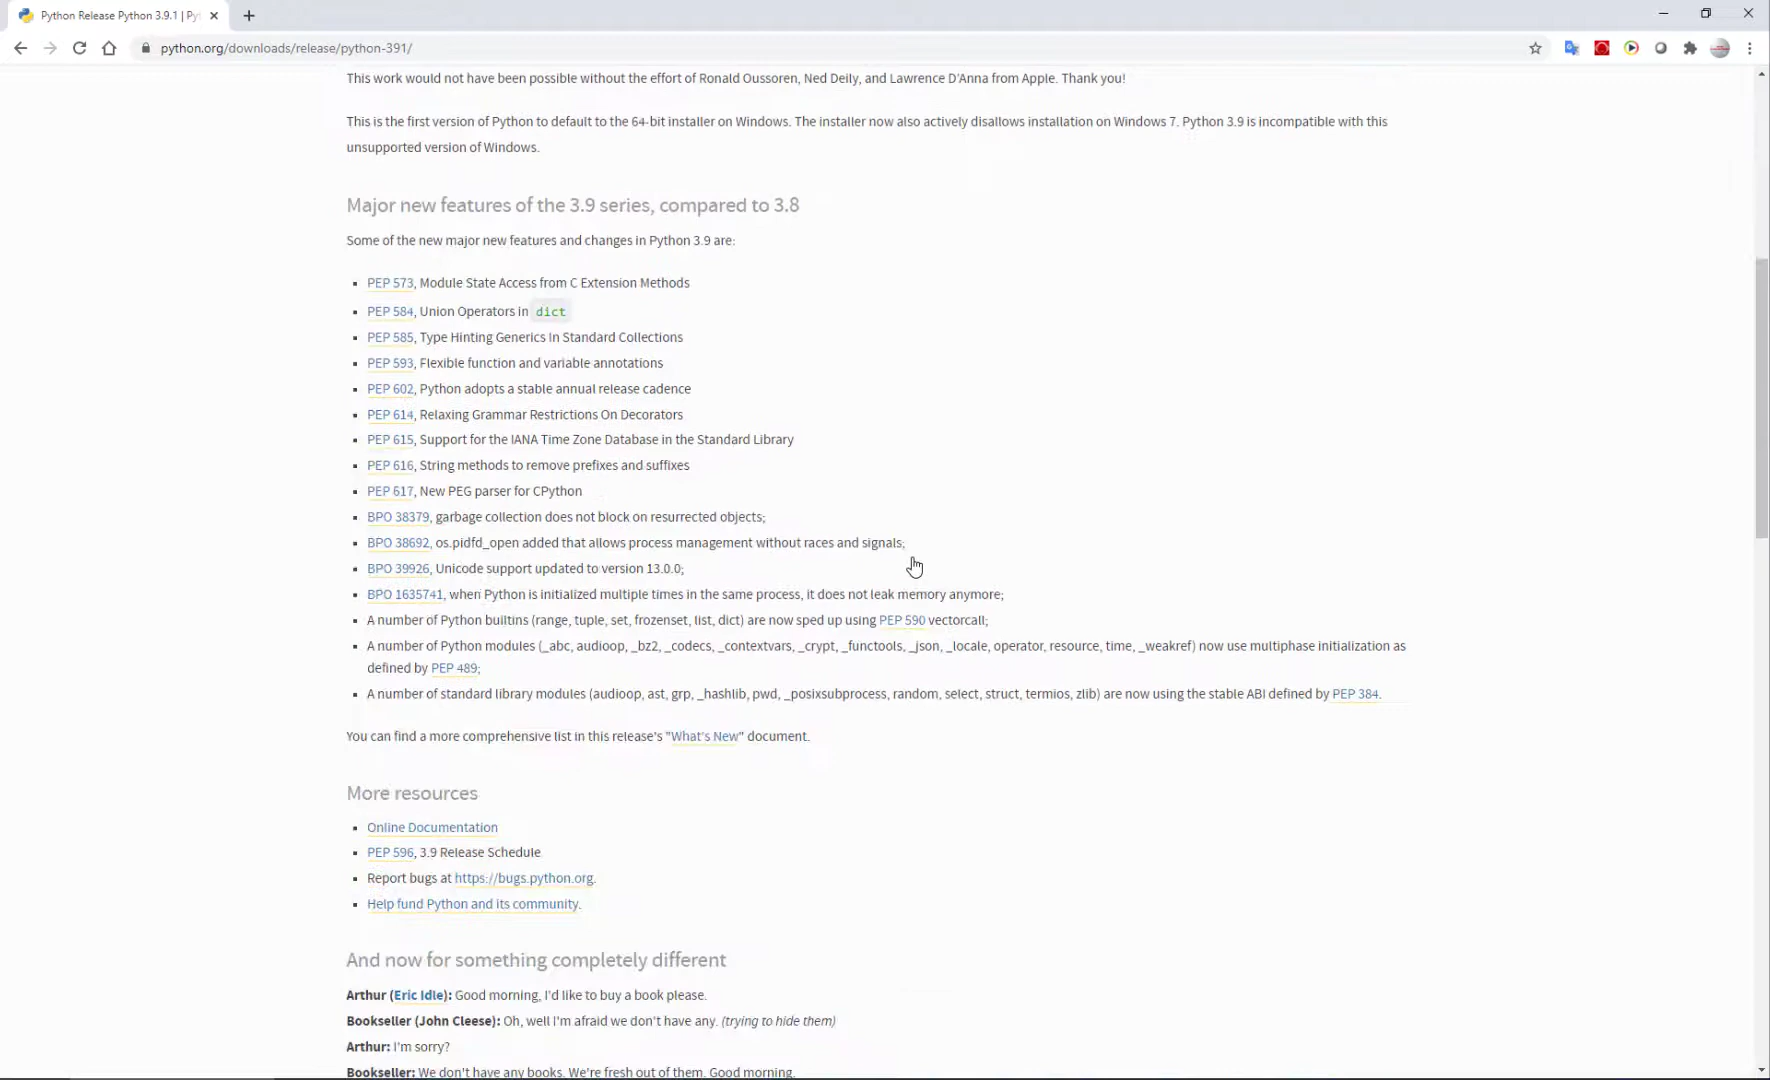 Python Release Python 3.9.1 | Py
python.org/downloads/release/python-391/
This work would not have been possible without the effort of Ronald Oussoren, Ned Deily, and Lawrence D'Anna from Apple. Thank you!
This is the first version of Python to default to the 64-bit installer on Windows. The installer now also actively disallows installation on Windows 7. Python 3.9 is incompatible with this
unsupported version of Windows.
Major new features of the 3.9 series, compared to 3.8
Some of the new major new features and changes in Python 3.9 are:
PEP 573, Module State Access from C Extension Methods
PEP 584, Union Operators in dict
PEP 585, Type Hinting Generics In Standard Collections
PEP 593, Flexible function and variable annotations
PEP 602, Python adopts a stable annual release cadence
PEP 614, Relaxing Grammar Restrictions On Decorators
PEP 615, Support for the IANA Time Zone Database in the Standard Library
PEP 616, String methods to remove prefixes and suffixes
PEP 617, New PEG parser for CPython
BPO 38379, garbage collection does not block on resurrected objects;
BPO 38692, os.pidfd_open added that allows process management without races and signals;
BPO 39926, Unicode support updated to version 13.0.0;
BPO 1635741, when Python is initialized multiple times in the same process, it does not leak memory anymore;
A number of Python builtins (range, tuple, set, frozenset, list, dict) are now sped up using PEP 590 vectorcall;
A number of Python modules (_abc, audioop, _bz2, _codecs, _contextvars, _crypt, _functools, _json, _locale, operator, resource, time, _weakref) now use multiphase initialization as
defined by PEP 489;
A number of standard library modules (audioop, ast, grp, _hashlib, pwd, _posixsubprocess, random, select, struct, termios, zlib) are now using the stable ABI defined by PEP 384.
You can find a more comprehensive list in this release's "What's New" document.
More resources
Online Documentation
PEP 596, 3.9 Release Schedule
Report bugs at https://bugs.python.org.
Help fund Python and its community.
And now for something completely different
Arthur (Eric Idle): Good morning, I'd like to buy a book please.
Bookseller (John Cleese): Oh, well I'm afraid we don't have any. (trying to hide them)
Arthur: I'm sorry?
Bookseller: We don't have any books. We're fresh out of them. Good morning.